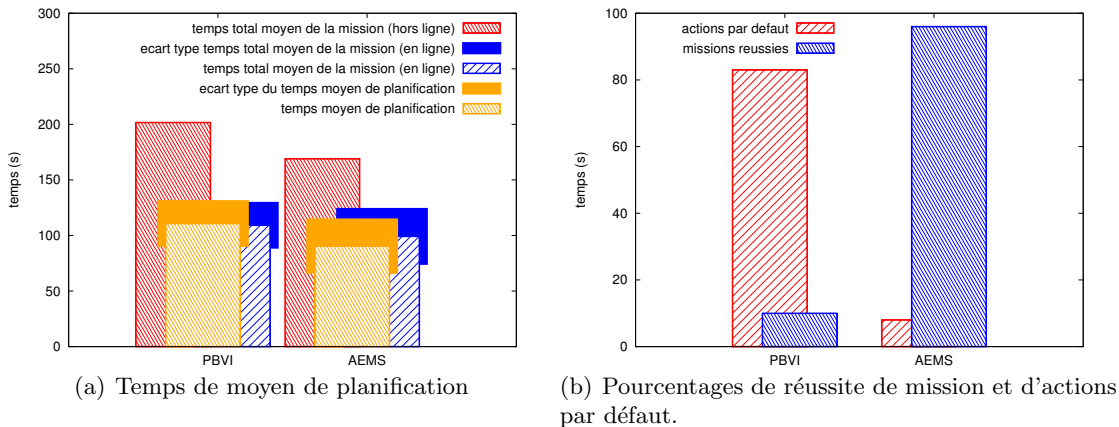 300
250
200
150
100
50
0
temps (s)
temps total moyen de la mission (hors ligne)
ecart type temps total moyen de la mission (en ligne)
temps total moyen de la mission (en ligne)
ecart type du temps moyen de planification
temps moyen de planification
PBVI AEMS
(a) Temps de moyen de planification
100
80
60
40
20
0
temps (s)
actions par defaut
missions reussies
PBVI AEMS
(b) Pourcentages de réussite de mission et d'actions
par défaut.